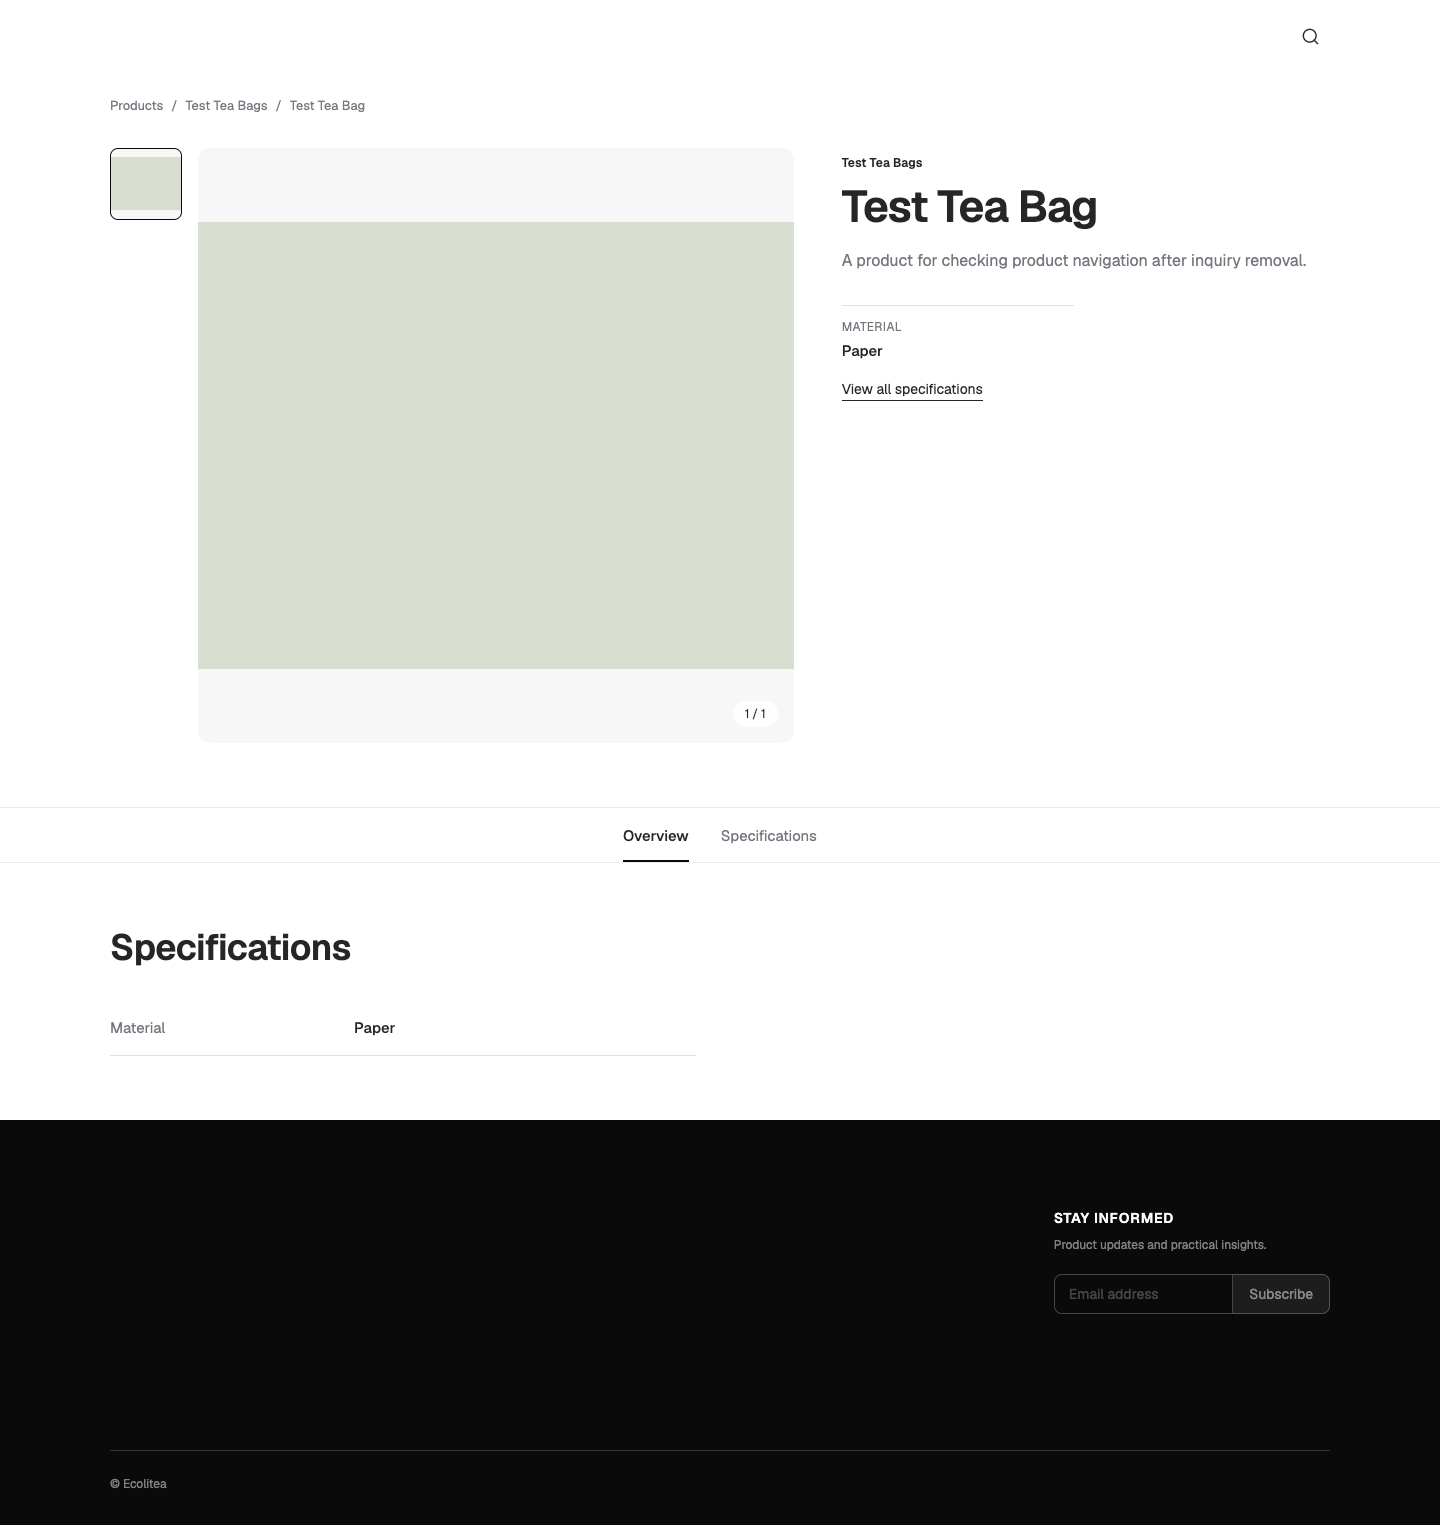 Products / Test Tea Bags / Test Tea Bag
Test Tea Bags
Test Tea Bag
A product for checking product navigation after inquiry removal.
MATERIAL
Paper
View all specifications
1 / 1
Overview Specifications
Specifications
Material Paper
STAY INFORMED
Product updates and practical insights.
Email address Subscribe
© Ecolitea